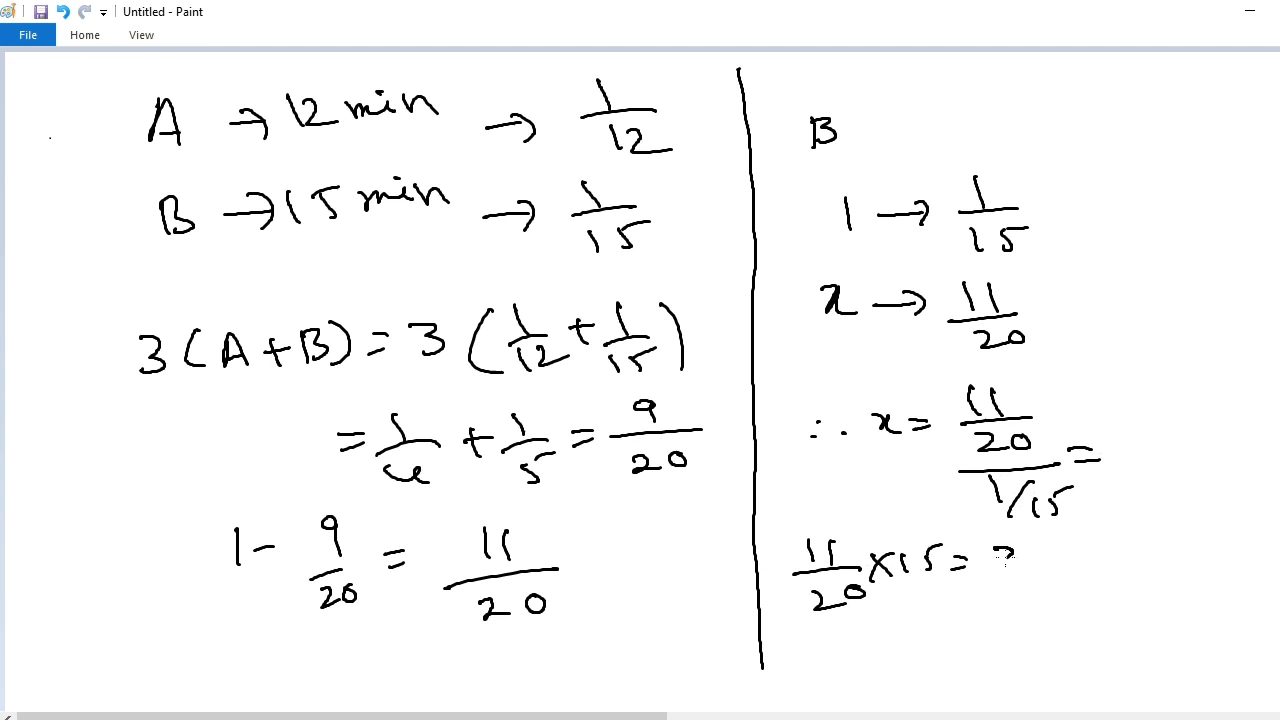 Untitled - Paint
File Home View
A → 12 min → 1/12
B → 15 min → 1/15
3 (A + B) = 3 (1/12 + 1/15)
= 1/4 + 1/5 = 9/20
1 - 9/20 = 11/20
B
1 → 1/15
x → 11/20
∴ x = 11/20 / 1/15 =
11/20 × 15 =